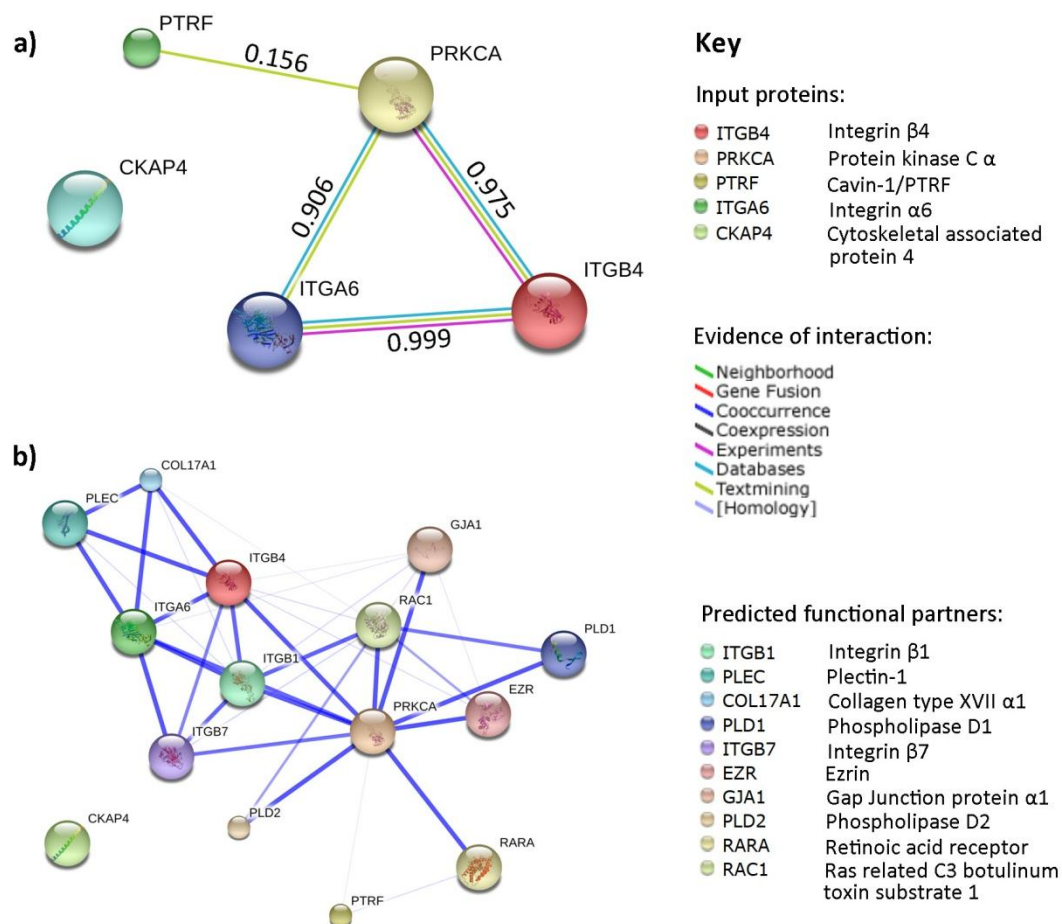 a)
PTRF
0.156
PRKCA
CKAP4
0.906
0.975
ITGA6
ITGB4
0.999
Key
Input proteins:
ITGB4 Integrin β4
PRKCA Protein kinase C α
PTRF Cavin-1/PTRF
ITGA6 Integrin α6
CKAP4 Cytoskeletal associated
protein 4
Evidence of interaction:
Neighborhood
Gene Fusion
Cooccurrence
Coexpression
Experiments
Databases
Textmining
[Homology]
b)
COL17A1
PLEC
GJA1
ITGB4
ITGA6
RAC1
PLD1
ITGB1
EZR
PRKCA
ITGB7
CKAP4
PLD2
RARA
PTRF
Predicted functional partners:
ITGB1 Integrin β1
PLEC Plectin-1
COL17A1 Collagen type XVII α1
PLD1 Phospholipase D1
ITGB7 Integrin β7
EZR Ezrin
GJA1 Gap Junction protein α1
PLD2 Phospholipase D2
RARA Retinoic acid receptor
RAC1 Ras related C3 botulinum
toxin substrate 1